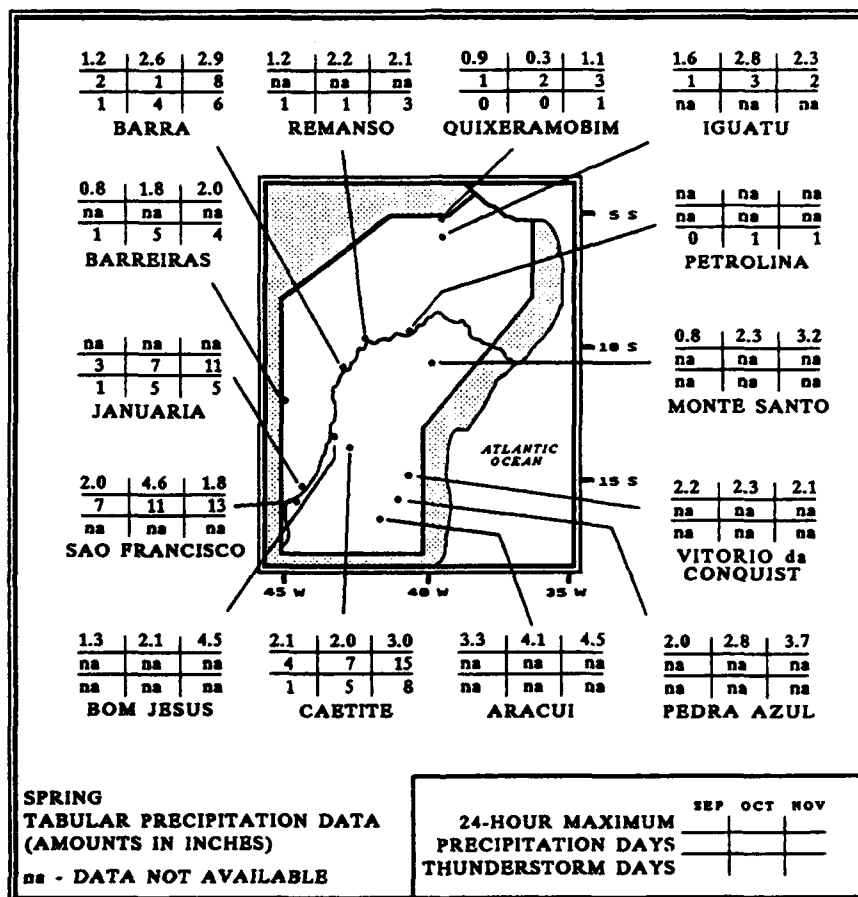 1.2 2.6 2.9
2 1 8
1 4 6
BARRA
1.2 2.2 2.1
na na na
1 1 3
REMANSO
0.9 0.3 1.1
1 2 3
0 0 1
QUIXERAMOBIM
1.6 2.8 2.3
1 3 2
na na na
IGUATU
0.8 1.8 2.0
na na na
1 5 4
BARREIRAS
na na na
na na na
0 1 1
PETROLINA
na na na
3 7 11
1 5 5
JANUARIA
0.8 2.3 3.2
na na na
na na na
MONTE SANTO
2.0 4.6 1.8
7 11 13
na na na
SAO FRANCISCO
2.2 2.3 2.1
na na na
na na na
VITORIO da
CONQUIST
5 S
10 S
15 S
ATLANTIC
OCEAN
45 W 40 W 35 W
1.3 2.1 4.5
na na na
na na na
BOM JESUS
2.1 2.0 3.0
4 7 15
1 5 8
CAETITE
3.3 4.1 4.5
na na na
na na na
ARACUI
2.0 2.8 3.7
na na na
na na na
PEDRA AZUL
SPRING
TABULAR PRECIPITATION DATA
(AMOUNTS IN INCHES)
na - DATA NOT AVAILABLE
SEP OCT NOV
24-HOUR MAXIMUM
PRECIPITATION DAYS
THUNDERSTORM DAYS